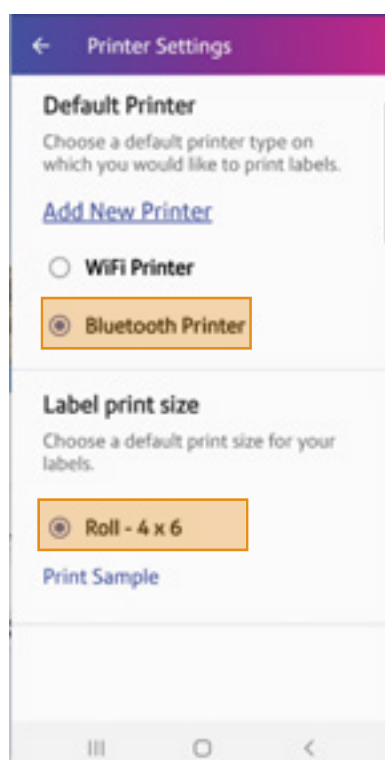 Printer Settings
Default Printer
Choose a default printer type on
which you would like to print labels.
Add New Printer
WiFi Printer
Bluetooth Printer
Label print size
Choose a default print size for your
labels.
Roll - 4 x 6
Print Sample